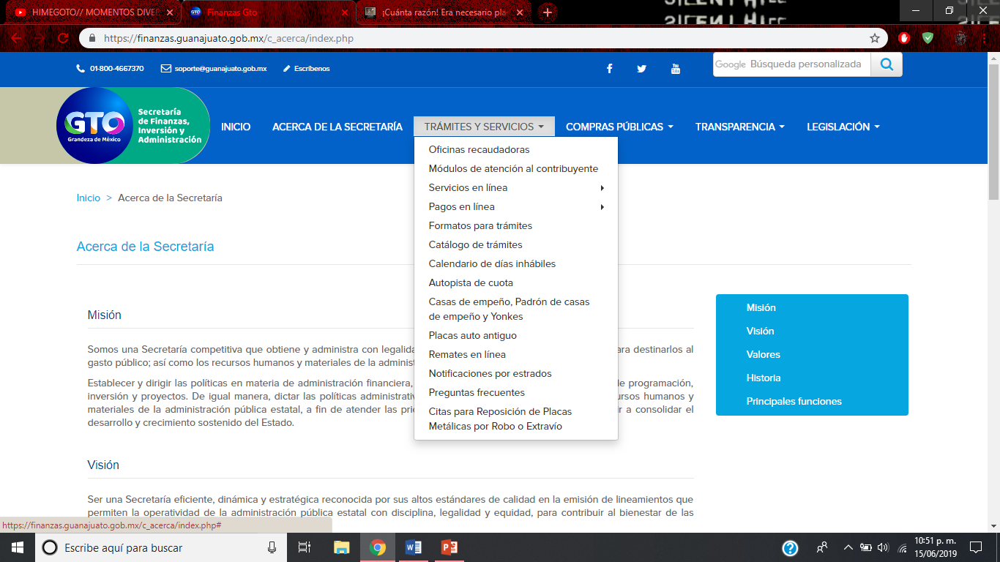 HIMEGOTO// MOMENTOS DIVE
Finanzas Gto
¡Cuánta razón! Era necesario pla
SILENT HILL
https://finanzas.guanajuato.gob.mx/c_acerca/index.php
01-800-4667370
soporte@guanajuato.gob.mx
Escríbenos
You
Tube
Google Búsqueda personalizada
GTO
Grandeza de México
Secretaría
de Finanzas,
Inversión y
Administración
INICIO
ACERCA DE LA SECRETARÍA
TRÁMITES Y SERVICIOS
COMPRAS PÚBLICAS
TRANSPARENCIA
LEGISLACIÓN
Oficinas recaudadoras
Módulos de atención al contribuyente
Servicios en línea
Pagos en línea
Formatos para trámites
Catálogo de trámites
Calendario de días inhábiles
Autopista de cuota
Casas de empeño, Padrón de casas
de empeño y Yonkes
Placas auto antiguo
Remates en línea
Notificaciones por estrados
Preguntas frecuentes
Citas para Reposición de Placas
Metálicas por Robo o Extravío
Inicio > Acerca de la Secretaría
Acerca de la Secretaría
Misión
Somos una Secretaría competitiva que obtiene y administra con legalida ara destinarlos al
gasto público; así como los recursos humanos y materiales de la administ
Establecer y dirigir las políticas en materia de administración financiera, de programación,
inversión y proyectos. De igual manera, dictar las políticas administrativ ursos humanos y
materiales de la administración pública estatal, a fin de atender las prio ir a consolidar el
desarrollo y crecimiento sostenido del Estado.
Visión
Ser una Secretaría eficiente, dinámica y estratégica reconocida por sus altos estándares de calidad en la emisión de lineamientos que
permiten la operatividad de la administración pública estatal con disciplina, legalidad y equidad, para contribuir al bienestar de las
Misión
Visión
Valores
Historia
Principales funciones
https://finanzas.guanajuato.gob.mx/c_acerca/index.php#
Escribe aquí para buscar
10:51 p. m.
15/06/2019